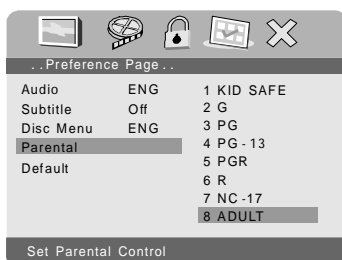 . . Preference Page . .
Audio ENG
Subtitle Off
Disc Menu ENG
Parental
Default
1 KID SAFE
2 G
3 PG
4 PG - 13
5 PGR
6 R
7 NC -17
8 ADULT
Set Parental Control